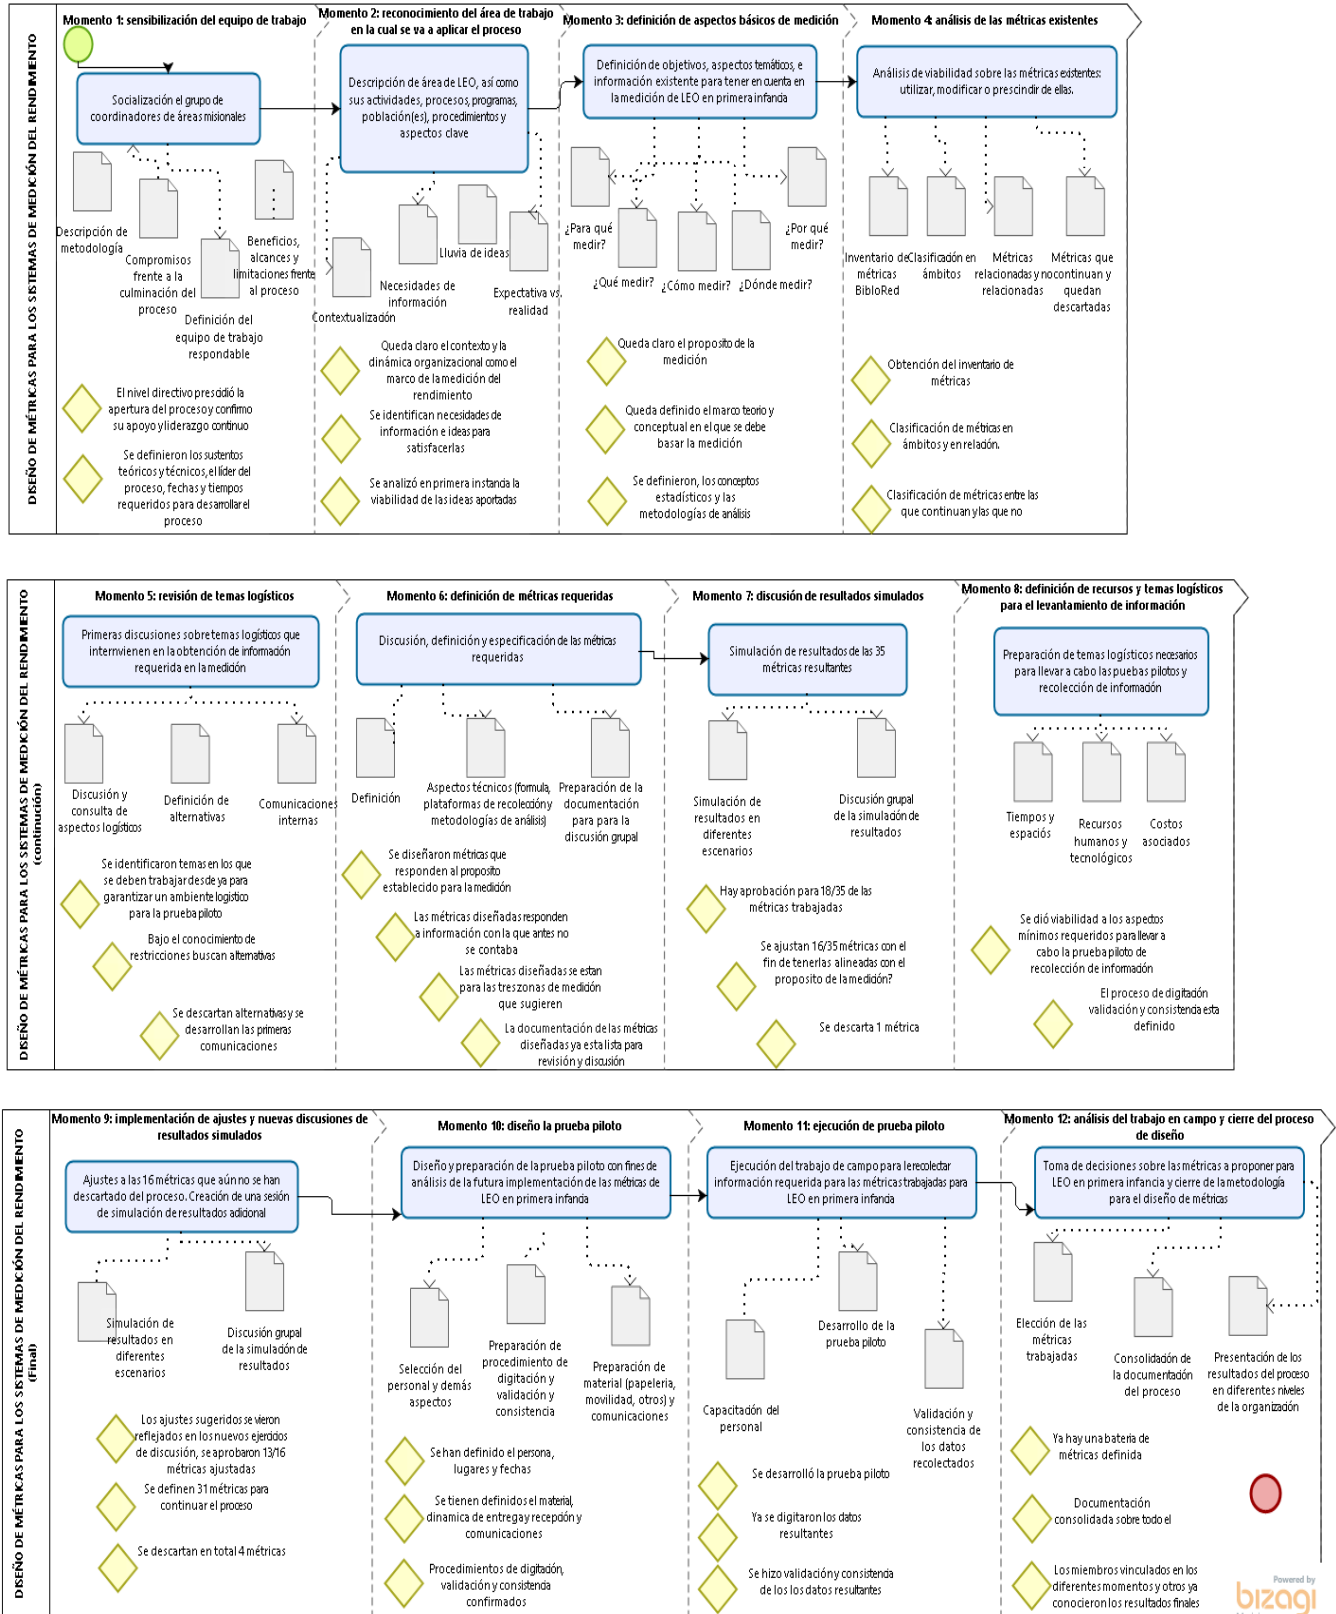 DISEÑO DE MÉTRICAS PARA LOS SISTEMAS DE MEDICIÓN DEL RENDIMIENTO
Momento 1: sensibilización del equipo de trabajo
Socialización el grupo de
coordinadores de áreas misionales
Descripción de
metodología
Compromisos
frente a la
culminación del
proceso
Definición del
equipo de trabajo
respondable
Beneficios,
alcances y
limitaciones frente
al proceso
El nivel directivo prescidió la
apertura del proceso y confirmo
su apoyo y liderazgo continuo
Se definieron los sustentos
teóricos y técnicos, el líder del
proceso, fechas y tiempos
requeridos para desarrollar el
proceso
Momento 2: reconocimiento del área de trabajo
en la cual se va a aplicar el proceso
Descripción de área de LEO, así como
sus actividades, procesos, programas,
población(es), procedimientos y
aspectos clave
Contextualización
Necesidades de
información
Lluvia de ideas
Expectativa vs.
realidad
Queda claro el contexto y la
dinámica organizacional como el
marco de la medición del
rendimiento
Se identifican necesidades de
información e ideas para
satisfacerlas
Se analizó en primera instancia la
viabilidad de las ideas aportadas
Momento 3: definición de aspectos básicos de medición
Definición de objetivos, aspectos temáticos, e
información existente para tener en cuenta en
la medición de LEO en primera infancia
¿Para qué
medir?
¿Qué medir?
¿Cómo medir?
¿Dónde medir?
¿Por qué
medir?
Queda claro el proposito de la
medición
Queda definido el marco teorio y
conceptual en el que se debe
basar la medición
Se definieron, los conceptos
estadísticos y las
metodologías de análisis
Momento 4: análisis de las métricas existentes
Análisis de viabilidad sobre las métricas existentes:
utilizar, modificar o prescindir de ellas.
Inventario de
métricas
BibloRed
Clasificación en
ámbitos
Métricas
relacionadas y no
relacionadas
Métricas que
continuan y
quedan
descartadas
Obtención del inventario de
métricas
Clasificación de métricas en
ámbitos y en relación.
Clasificación de métricas entre las
que continuan y las que no
DISEÑO DE MÉTRICAS PARA LOS SISTEMAS DE MEDICIÓN DEL RENDIMIENTO
(continución)
Momento 5: revisión de temas logísticos
Primeras discusiones sobre temas logísticos que
internvienen en la obtención de información
requerida en la medición
Discusión y
consulta de
aspectos logísticos
Definición de
alternativas
Comunicaciones
internas
Se identificaron temas en los que
se deben trabajar desde ya para
garantizar un ambiente logistico
para la prueba piloto
Bajo el conocimiento de
restricciones buscan alternativas
Se descartan alternativas y se
desarrollan las primeras
comunicaciones
Momento 6: definición de métricas requeridas
Discusión, definición y especificación de las métricas
requeridas
Definición
Aspectos técnicos (formula,
plataformas de recolección y
metodologías de análisis)
Preparación de la
documentación
para para la
discusión grupal
Se diseñaron métricas que
responden al proposito
establecido para la medición
Las métricas diseñadas responden
a información con la que antes no
se contaba
Las métricas diseñadas se estan
para las tres zonas de medición
que sugieren
La documentación de las métricas
diseñadas ya esta lista para
revisión y discusión
Momento 7: discusión de resultados simulados
Simulación de resultados de las 35
métricas resultantes
Simulación de
resultados en
diferentes
escenarios
Discusión grupal
de la simulación de
resultados
Hay aprobación para 18/35 de las
métricas trabajadas
Se ajustan 16/35 métricas con el
fin de tenerlas alineadas con el
proposito de la medición?
Se descarta 1 métrica
Momento 8: definición de recursos y temas logísticos
para el levantamiento de información
Preparación de temas logísticos necesarios
para llevar a cabo las puebas pilotos y
recolección de información
Tiempos y
espaciós
Recursos
humanos y
tecnológicos
Costos
asociados
Se dió viabilidad a los aspectos
mínimos requeridos para llevar a
cabo la prueba piloto de
recolección de información
El proceso de digitación
validación y consistencia esta
definido
DISEÑO DE MÉTRICAS PARA LOS SISTEMAS DE MEDICIÓN DEL RENDIMIENTO
(Final)
Momento 9: implementación de ajustes y nuevas discusiones de
resultados simulados
Ajustes a las 16 métricas que aún no se han
descartado del proceso. Creación de una sesión
de simulación de resultados adicional
Simulación de
resultados en
diferentes
escenarios
Discusión grupal
de la simulación de
resultados
Los ajustes sugeridos se vieron
reflejados en los nuevos ejercicios
de discusión, se aprobaron 13/16
métricas ajustadas
Se definen 31 métricas para
continuar el proceso
Se descartan en total 4 métricas
Momento 10: diseño la prueba piloto
Diseño y preparación de la prueba piloto con fines de
análisis de la futura implementación de las métricas de
LEO en primera infancia
Selección del
personal y demás
aspectos
Preparación de
procedimiento de
digitación y
validación y
consistencia
Preparación de
material (papeleria,
movilidad, otros) y
comunicaciones
Se han definido el persona,
lugares y fechas
Se tienen definidos el material,
dinamica de entrega y recepción y
comunicaciones
Procedimientos de digitación,
validación y consistencia
confirmados
Momento 11: ejecución de prueba piloto
Ejecución del trabajo de campo para la recolectar
información requerida para las métricas trabajadas para
LEO en primera infancia
Capacitación del
personal
Desarrollo de la
prueba piloto
Validación y
consistencia de
los datos
recolectados
Se desarrolló la prueba piloto
Ya se digitaron los datos
resultantes
Se hizo validación y consistencia
de los los datos resultantes
Momento 12: análisis del trabajo en campo y cierre del proceso
de diseño
Toma de decisiones sobre las métricas a proponer para
LEO en primera infancia y cierre de la metodología
para el diseño de métricas
Elección de las
métricas
trabajadas
Consolidación de
la documentación
del proceso
Presentación de los
resultados del proceso
en diferentes niveles
de la organización
Ya hay una bateria de
métricas definida
Documentación
consolidada sobre todo el
Los miembros vinculados en los
diferentes momentos y otros ya
conocieron los resultados finales
Powered by
bizagi